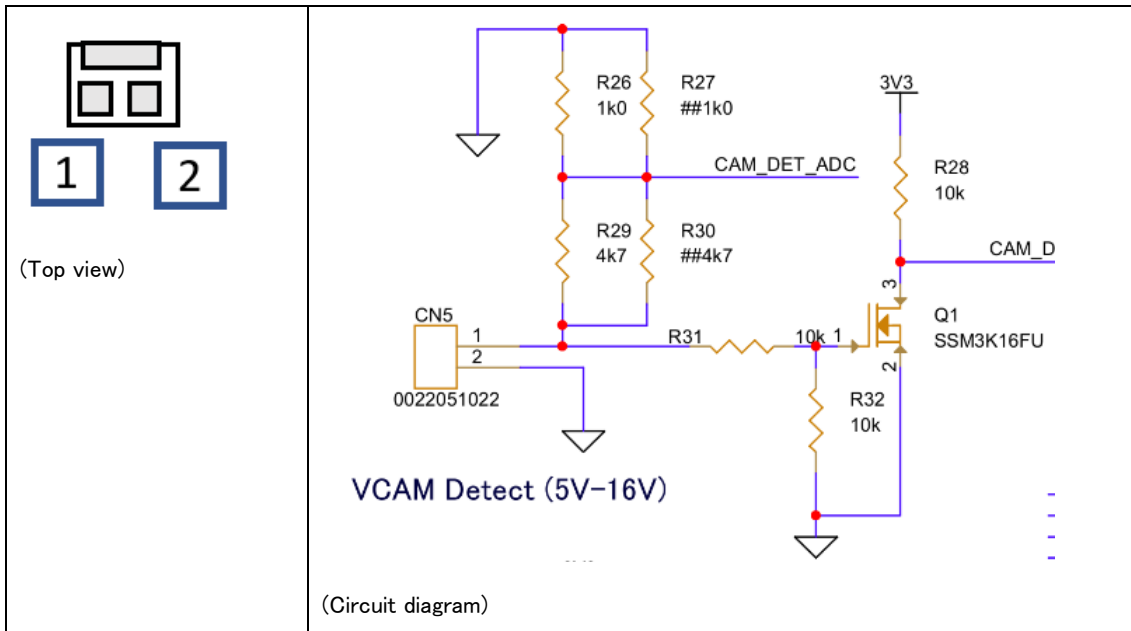 1
2
(Top view)
R26
1k0
R27
##1k0
3V3
CAM_DET_ADC
R28
10k
R29
4k7
R30
##4k7
CAM_D
3
CN5
1
2
0022051022
R31
10k
1
Q1
SSM3K16FU
2
R32
10k
VCAM Detect (5V-16V)
(Circuit diagram)